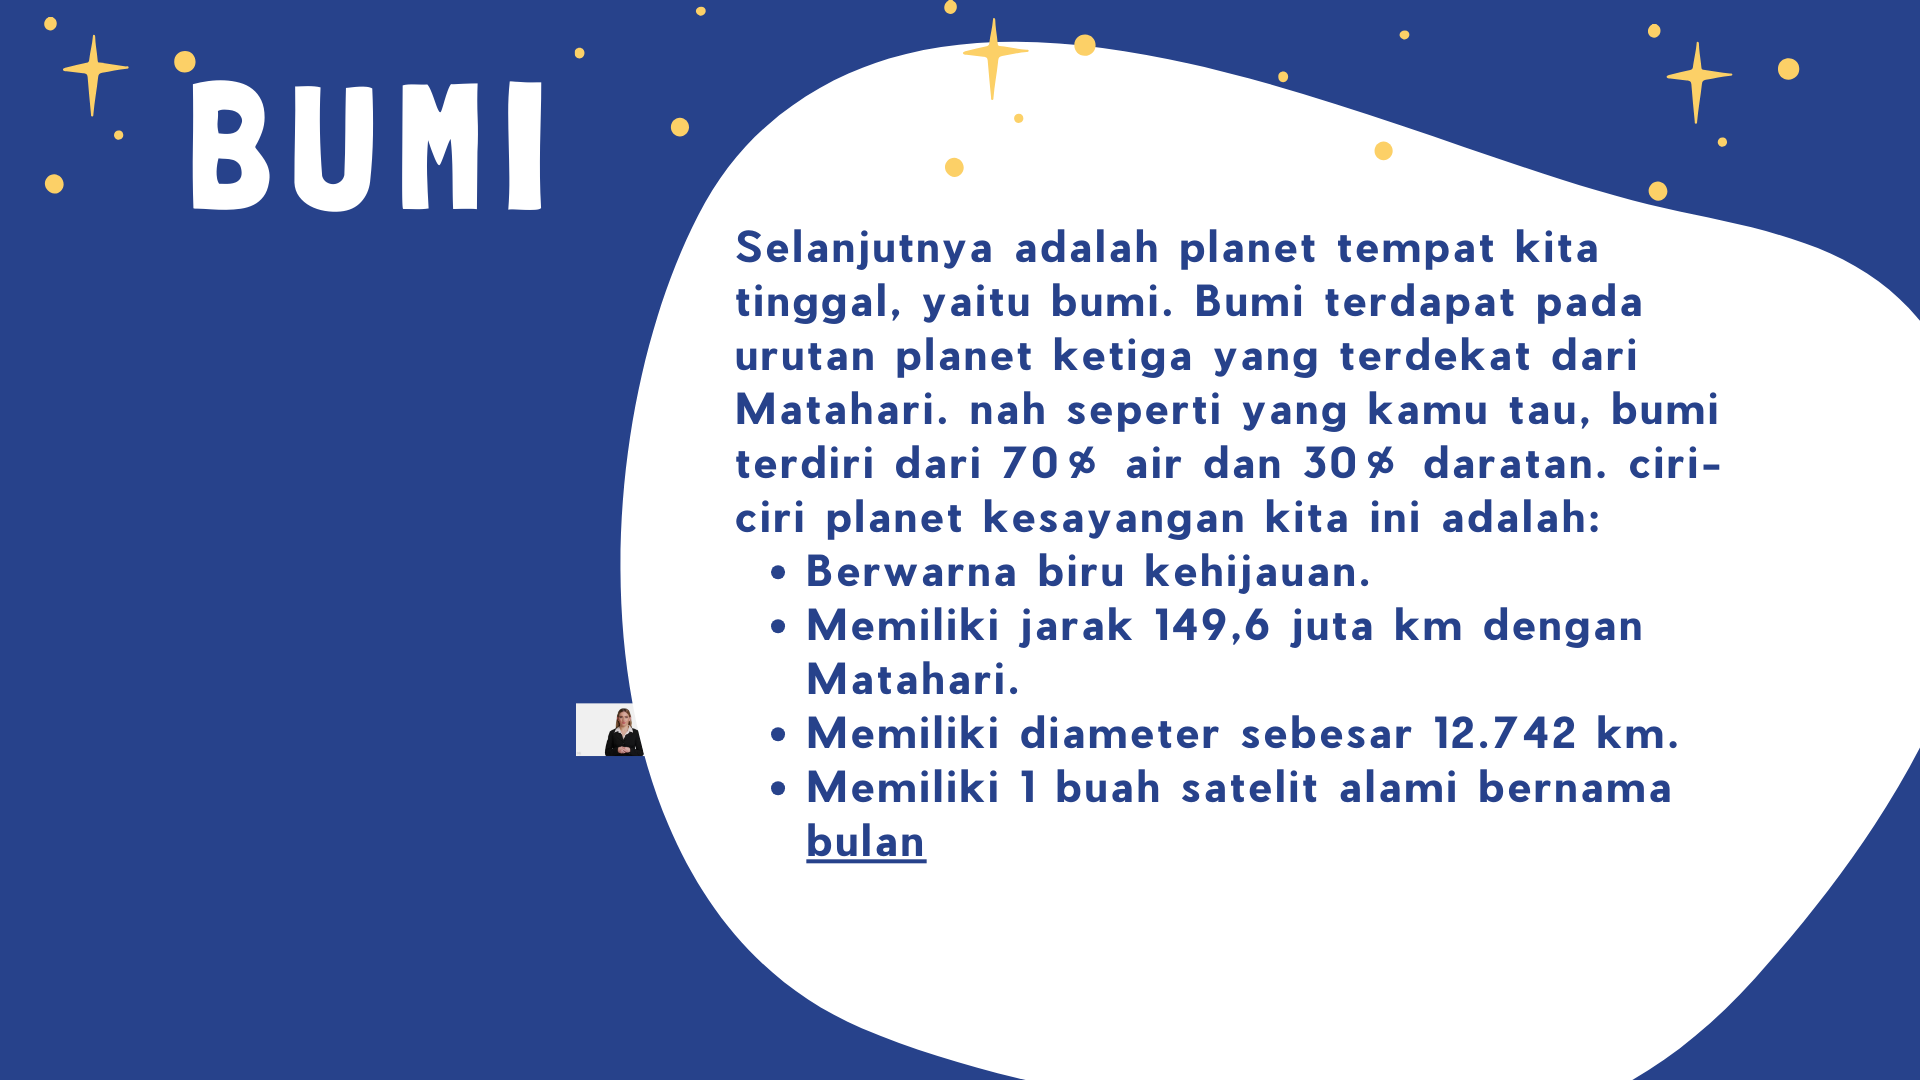 BUMI
Selanjutnya adalah planet tempat kita
tinggal, yaitu bumi. Bumi terdapat pada
urutan planet ketiga yang terdekat dari
Matahari. nah seperti yang kamu tau, bumi
terdiri dari 70% air dan 30% daratan. ciri-
ciri planet kesayangan kita ini adalah:
• Berwarna biru kehijauan.
• Memiliki jarak 149,6 juta km dengan
Matahari.
• Memiliki diameter sebesar 12.742 km.
• Memiliki 1 buah satelit alami bernama
bulan